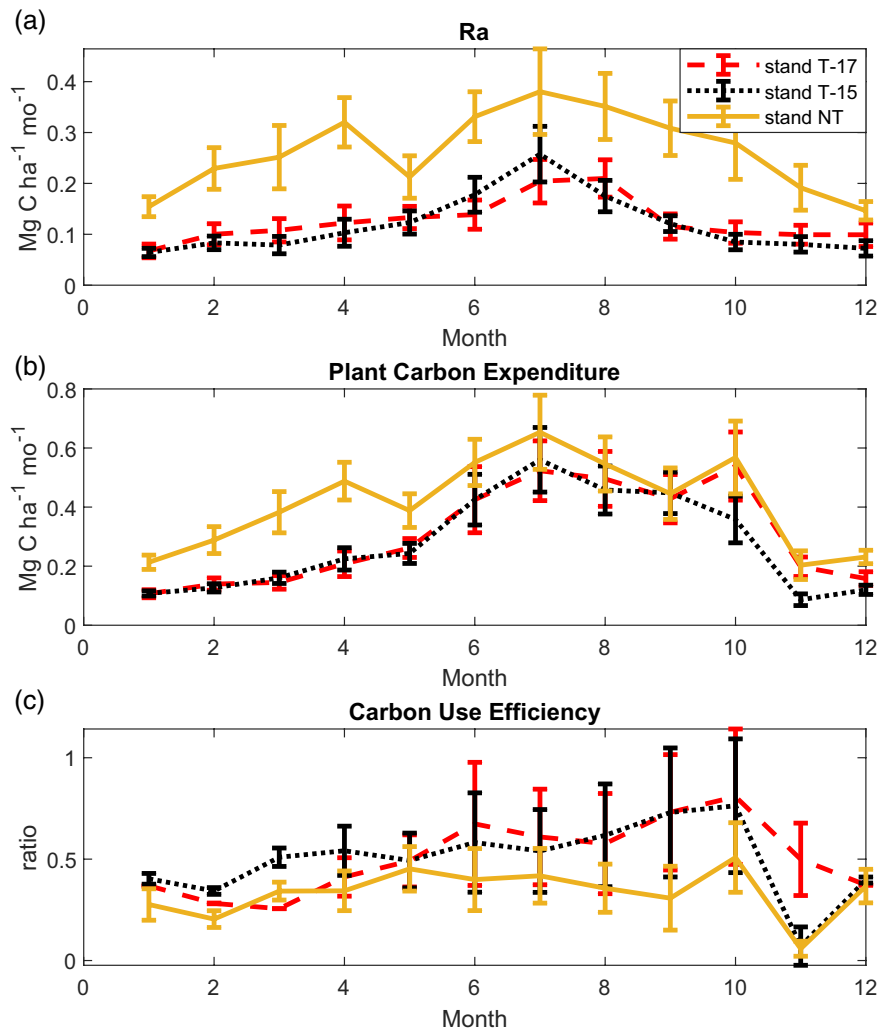 (a)
Ra
Mg C ha⁻¹ mo⁻¹
0.4
0.3
0.2
0.1
0
0 2 4 6 8 10 12
Month
stand T-17
stand T-15
stand NT
(b)
Plant Carbon Expenditure
Mg C ha⁻¹ mo⁻¹
0.8
0.6
0.4
0.2
0
0 2 4 6 8 10 12
Month
(c)
Carbon Use Efficiency
ratio
1
0.5
0
0 2 4 6 8 10 12
Month